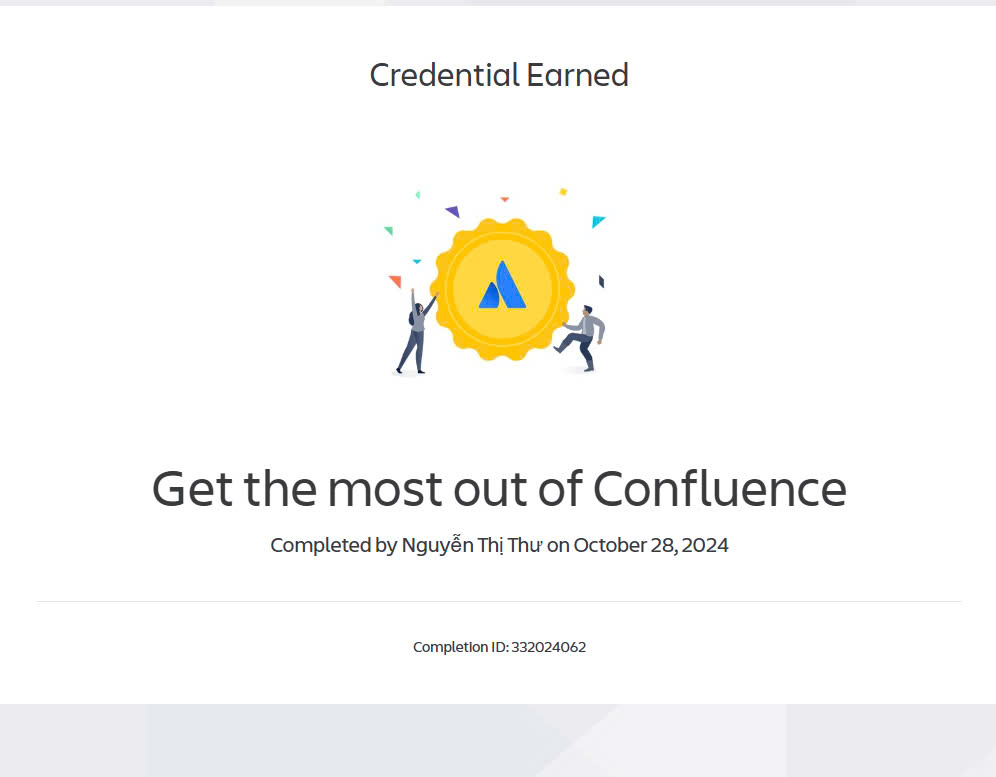 Credential Earned
Get the most out of Confluence
Completed by Nguyễn Thị Thư on October 28, 2024
Completion ID: 332024062